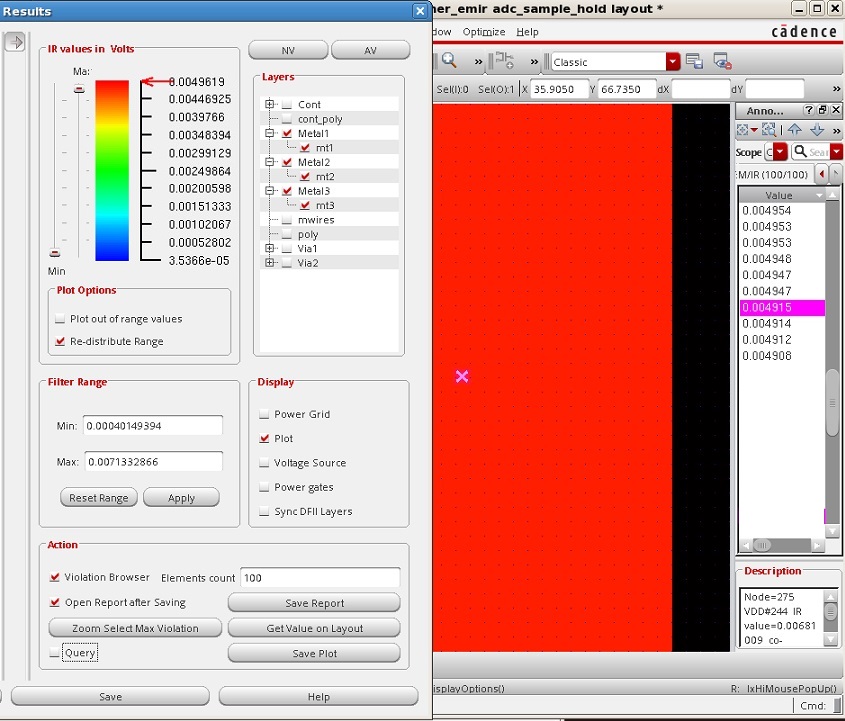 Results
IR values in Volts
Ma:
0.0049619
0.00446925
0.0039766
0.00348394
0.00299129
0.00249864
0.00200598
0.00151333
0.00102067
0.00052802
3.5366e-05
Min
Plot Options
Plot out of range values
Re-distribute Range
NV
AV
Layers
Cont
cont_poly
Metal1
mt1
Metal2
mt2
Metal3
mt3
mwires
poly
Via1
Via2
Filter Range
Min: 0.00040149394
Max: 0.0071332866
Reset Range
Apply
Display
Power Grid
Plot
Voltage Source
Power gates
Sync DFII Layers
Action
Violation Browser
Elements count 100
Open Report after Saving
Save Report
Zoom Select Max Violation
Get Value on Layout
Query
Save Plot
Save
Help
ner_emir adc_sample_hold layout *
dow Optimize Help
cādence
»
»
Classic
Sel(I):0 Sel(O):1 X 35.9050 Y 66.7350 dX dY »
Anno...
»
Scope C Sear
M/IR (100/100)
Value
0.004954
0.004953
0.004953
0.004948
0.004947
0.004947
0.004915
0.004914
0.004912
0.004908
Description
Node=275
VDD#244 IR
value=0.00681
009 co-
isplayOptions()
R: lxHiMousePopUp()
Cmd: